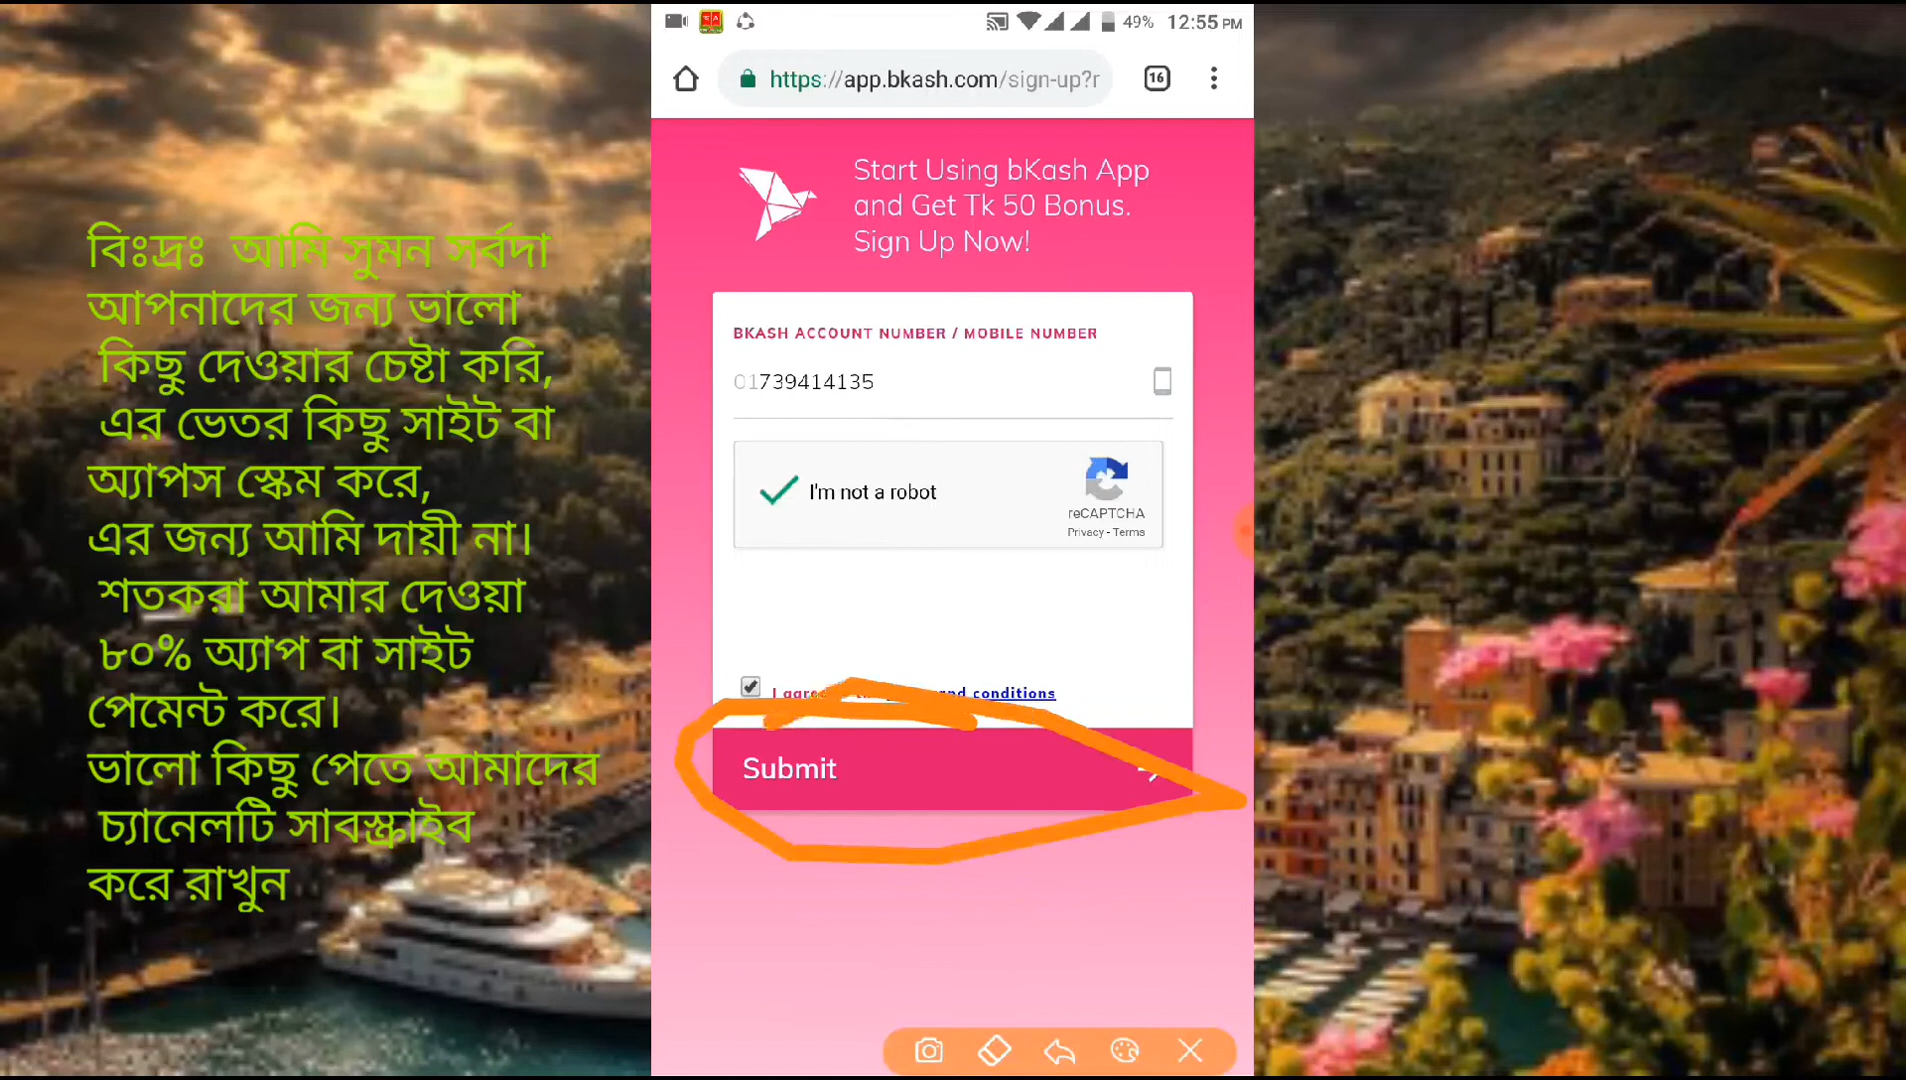 বিঃদ্রঃ আমি সুমন সর্বদা
আপনাদের জন্য ভালো
কিছু দেওয়ার চেষ্টা করি,
এর ভেতর কিছু সাইট বা
অ্যাপস স্কেম করে,
এর জন্য আমি দায়ী না।
শতকরা আমার দেওয়া
৮০% অ্যাপ বা সাইট
পেমেন্ট করে।
ভালো কিছু পেতে আমাদের
চ্যানেলটি সাবস্ক্রাইব
করে রাখুন
49% 12:55 PM
https://app.bkash.com/sign-up?r
16
Start Using bKash App
and Get Tk 50 Bonus.
Sign Up Now!
BKASH ACCOUNT NUMBER / MOBILE NUMBER
01739414135
I'm not a robot
reCAPTCHA
Privacy - Terms
I agree conditions
Submit